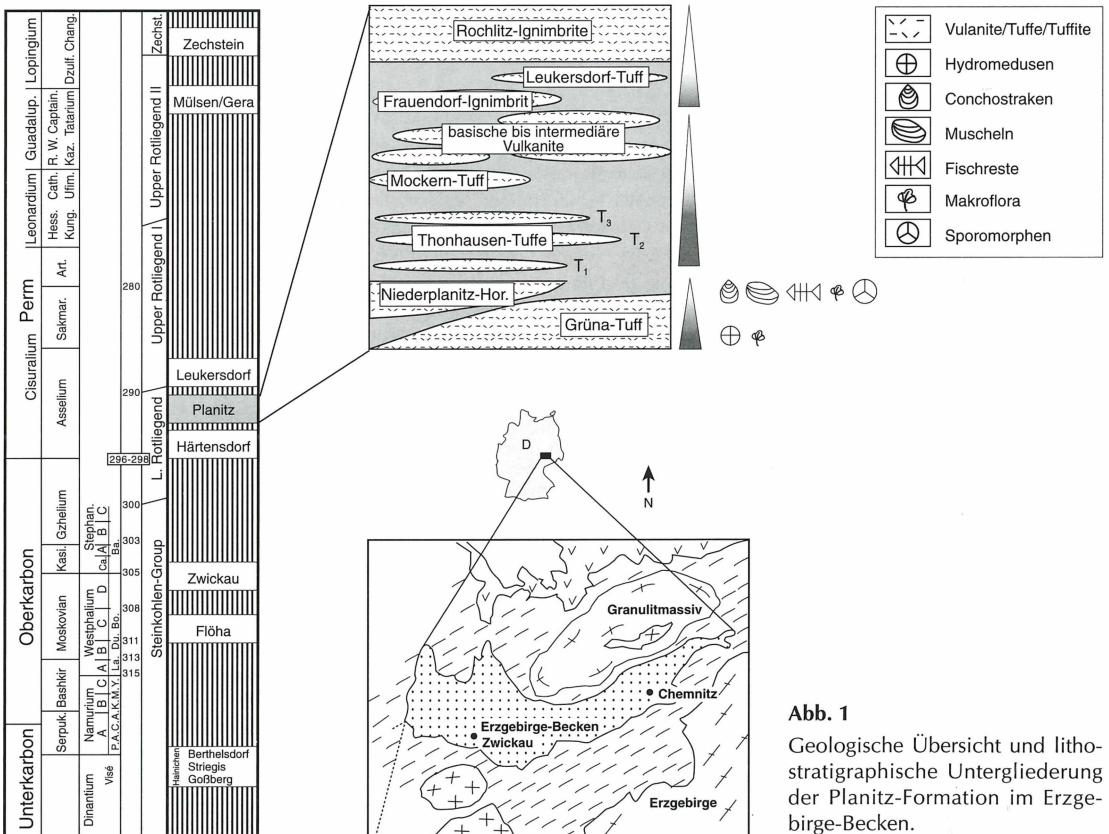 Unterkarbon
Oberkarbon
Cisuralium Perm
Leonardium
Guadalup.
Lopingium
Serpuk.
Bashkir
Moskovian
Kasi.
Gzhelium
Asselium
Sakmar.
Art.
Hess. Cath. R. W. Captain.
Kung. Ufim. Kaz. Tatarium
Dzulf. Chang.
Dinantium
Visé
Namurium
A B C
P.A.C.A.K.M.Y.
Westphalium
A B C D
La. Du. Bo.
Stephan.
A B C
Ca. Ba.
280
290
296-298
300
303
305
308
311
313
315
Steinkohlen-Group
L. Rotliegend
Upper Rotliegend I
Upper Rotliegend II
Zechst.
Zechstein
Mülsen/Gera
Leukersdorf
Planitz
Härtensdorf
Zwickau
Flöha
Hainichen
Berthelsdorf
Striegis
Goßberg
Rochlitz-Ignimbrite
Leukersdorf-Tuff
Frauendorf-Ignimbrit
basische bis intermediäre
Vulkanite
Mockern-Tuff
T3
Thonhausen-Tuffe
T2
T1
Niederplanitz-Hor.
Grüna-Tuff
Vulanite/Tuffe/Tuffite
Hydromedusen
Conchostraken
Muscheln
Fischreste
Makroflora
Sporomorphen
D
N
Granulitmassiv
Chemnitz
Erzgebirge-Becken
Zwickau
Erzgebirge
Abb. 1
Geologische Übersicht und litho-
stratigraphische Untergliederung
der Planitz-Formation im Erzge-
birge-Becken.